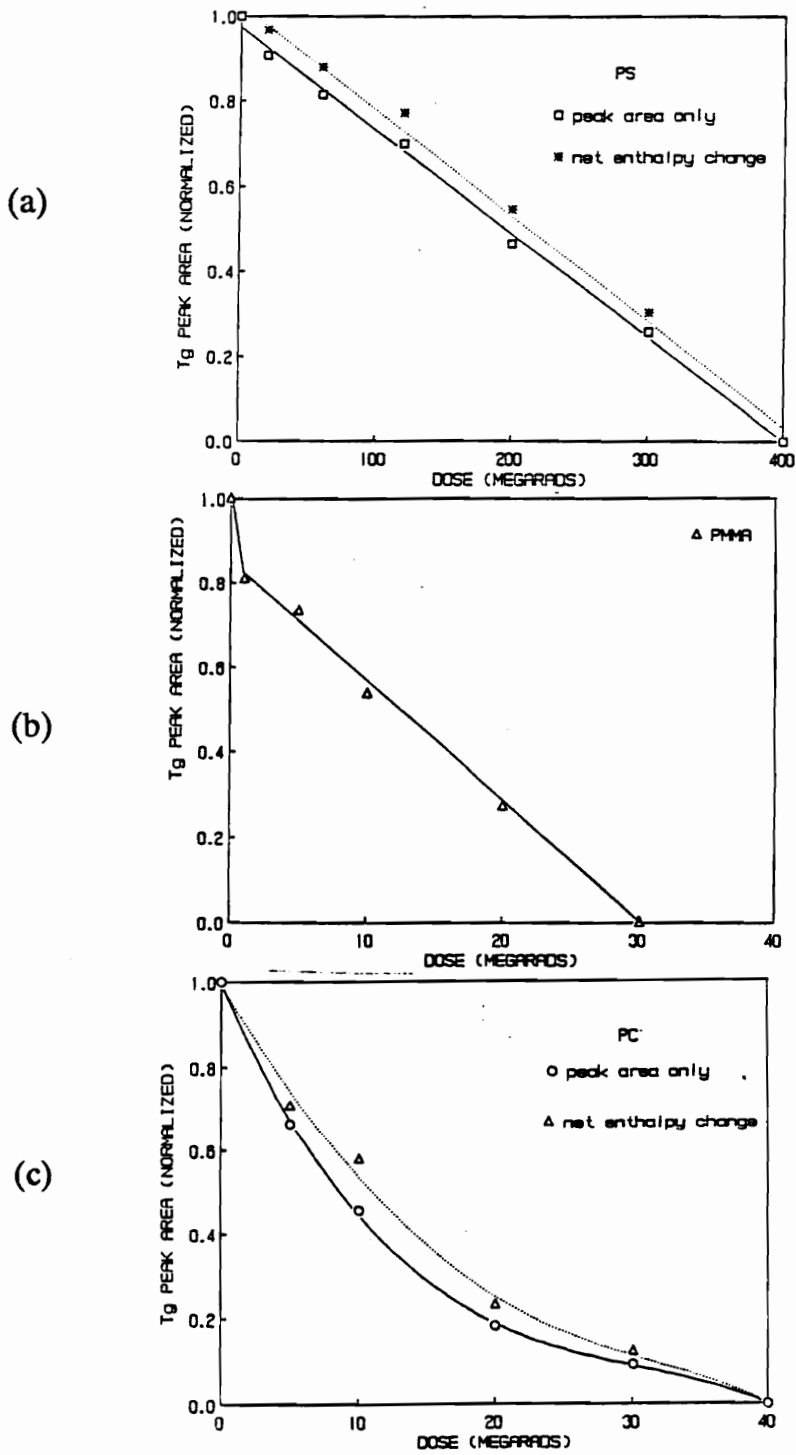 (a)
Tg PEAK AREA (NORMALIZED)
1.0
0.8
0.6
0.4
0.2
0.0
PS
peak area only
net enthalpy change
0
100
200
300
400
DOSE (MEGARADS)
(b)
Tg PEAK AREA (NORMALIZED)
1.0
0.8
0.6
0.4
0.2
0.0
PMMA
0
10
20
30
40
DOSE (MEGARADS)
(c)
Tg PEAK AREA (NORMALIZED)
1.0
0.8
0.6
0.4
0.2
0.0
PC
peak area only
net enthalpy change
0
10
20
30
40
DOSE (MEGARADS)